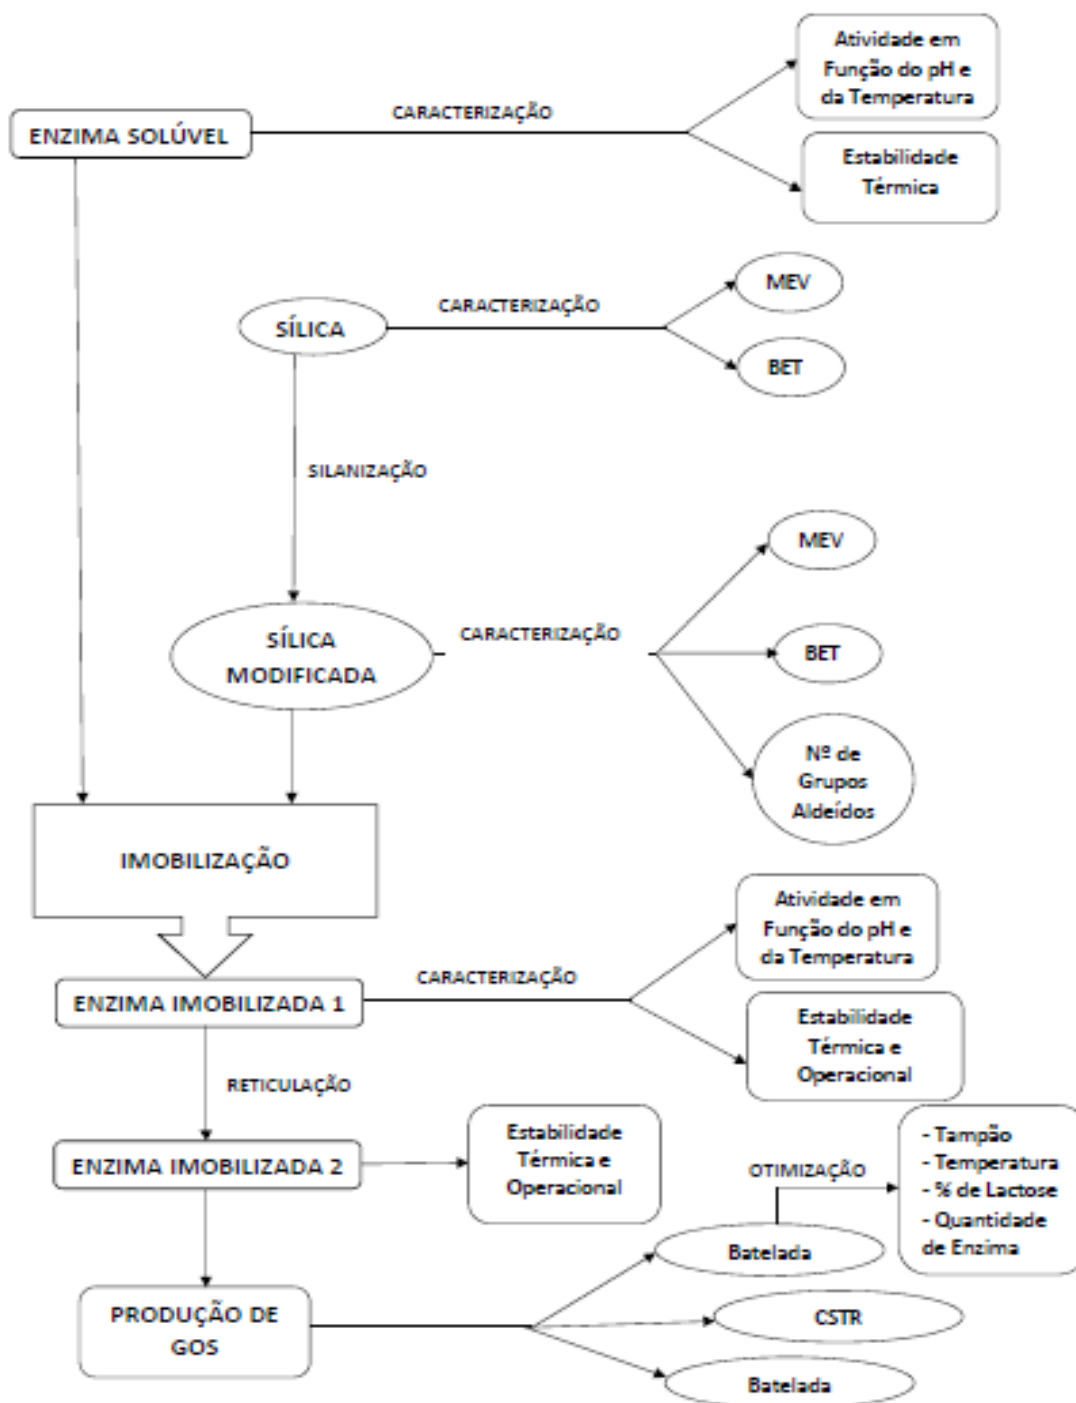 Atividade em
Função do pH e
da Temperatura
CARACTERIZAÇÃO
ENZIMA SOLÚVEL
Estabilidade
Térmica
MEV
CARACTERIZAÇÃO
SÍLICA
BET
SILANIZAÇÃO
MEV
SÍLICA
MODIFICADA
CARACTERIZAÇÃO
BET
Nº de
Grupos
Aldeídos
IMOBILIZAÇÃO
Atividade em
Função do pH e
da Temperatura
CARACTERIZAÇÃO
ENZIMA IMOBILIZADA 1
Estabilidade
Térmica e
Operacional
RETICULAÇÃO
ENZIMA IMOBILIZADA 2
Estabilidade
Térmica e
Operacional
OTIMIZAÇÃO
- Tampão
- Temperatura
- % de Lactose
- Quantidade
de Enzima
Batelada
PRODUÇÃO DE
GOS
CSTR
Batelada